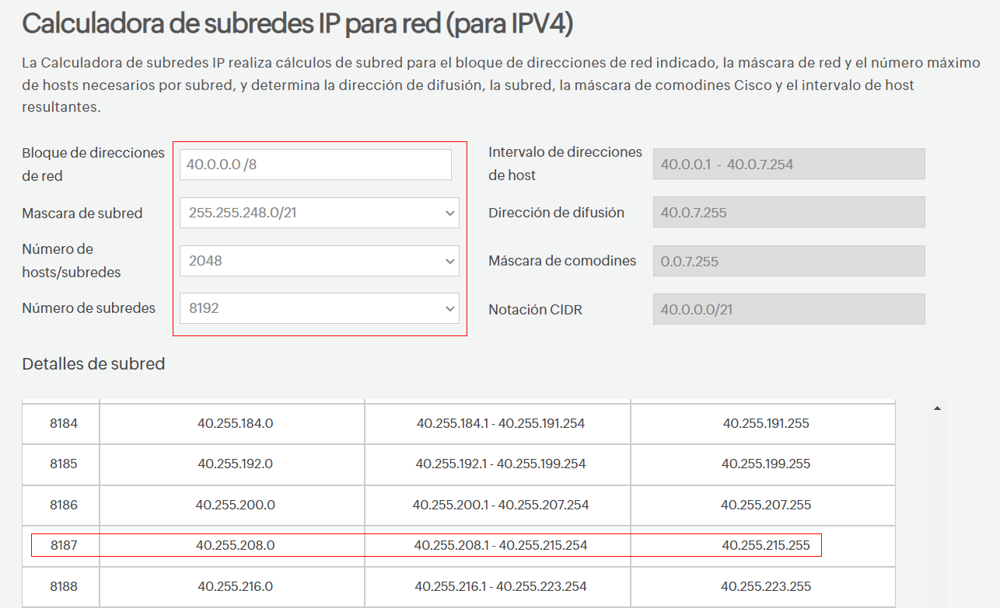 Calculadora de subredes IP para red (para IPV4)
La Calculadora de subredes IP realiza cálculos de subred para el bloque de direcciones de red indicado, la máscara de red y el número máximo
de hosts necesarios por subred, y determina la dirección de difusión, la subred, la máscara de comodines Cisco y el intervalo de host
resultantes.
Bloque de direcciones
de red
40.0.0.0 /8
Mascara de subred
255.255.248.0/21
Número de
hosts/subredes
2048
Número de subredes
8192
Intervalo de direcciones
de host
40.0.0.1 - 40.0.7.254
Dirección de difusión
40.0.7.255
Máscara de comodines
0.0.7.255
Notación CIDR
40.0.0.0/21
Detalles de subred
8184 40.255.184.0 40.255.184.1 - 40.255.191.254 40.255.191.255
8185 40.255.192.0 40.255.192.1 - 40.255.199.254 40.255.199.255
8186 40.255.200.0 40.255.200.1 - 40.255.207.254 40.255.207.255
8187 40.255.208.0 40.255.208.1 - 40.255.215.254 40.255.215.255
8188 40.255.216.0 40.255.216.1 - 40.255.223.254 40.255.223.255